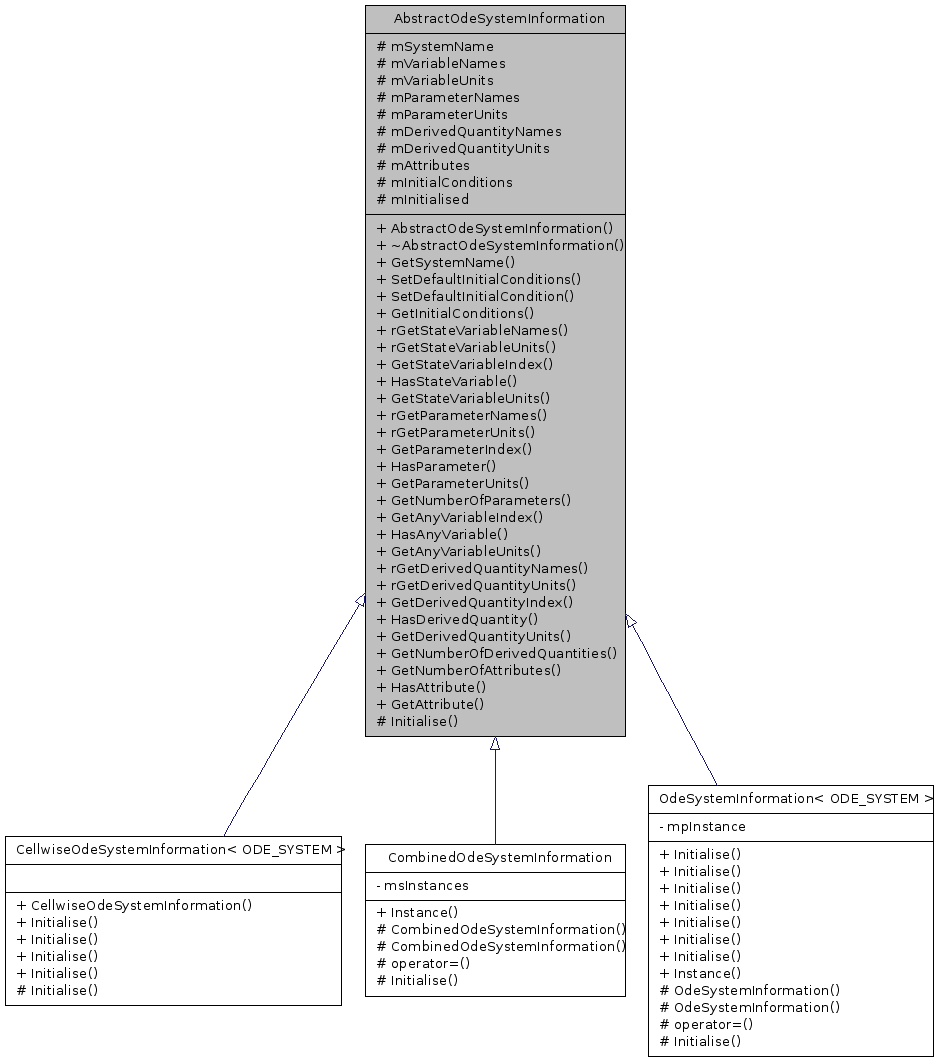 AbstractOdeSystemInformation
# mSystemName
# mVariableNames
# mVariableUnits
# mParameterNames
# mParameterUnits
# mDerivedQuantityNames
# mDerivedQuantityUnits
# mAttributes
# mInitialConditions
# mInitialised
+ AbstractOdeSystemInformation()
+ ~AbstractOdeSystemInformation()
+ GetSystemName()
+ SetDefaultInitialConditions()
+ SetDefaultInitialCondition()
+ GetInitialConditions()
+ rGetStateVariableNames()
+ rGetStateVariableUnits()
+ GetStateVariableIndex()
+ HasStateVariable()
+ GetStateVariableUnits()
+ rGetParameterNames()
+ rGetParameterUnits()
+ GetParameterIndex()
+ HasParameter()
+ GetParameterUnits()
+ GetNumberOfParameters()
+ GetAnyVariableIndex()
+ HasAnyVariable()
+ GetAnyVariableUnits()
+ rGetDerivedQuantityNames()
+ rGetDerivedQuantityUnits()
+ GetDerivedQuantityIndex()
+ HasDerivedQuantity()
+ GetDerivedQuantityUnits()
+ GetNumberOfDerivedQuantities()
+ GetNumberOfAttributes()
+ HasAttribute()
+ GetAttribute()
# Initialise()
CellwiseOdeSystemInformation< ODE_SYSTEM >
+ CellwiseOdeSystemInformation()
+ Initialise()
+ Initialise()
+ Initialise()
+ Initialise()
# Initialise()
CombinedOdeSystemInformation
- msInstances
+ Instance()
# CombinedOdeSystemInformation()
# CombinedOdeSystemInformation()
# operator=()
# Initialise()
OdeSystemInformation< ODE_SYSTEM >
- mpInstance
+ Initialise()
+ Initialise()
+ Initialise()
+ Initialise()
+ Initialise()
+ Initialise()
+ Initialise()
+ Instance()
# OdeSystemInformation()
# OdeSystemInformation()
# operator=()
# Initialise()